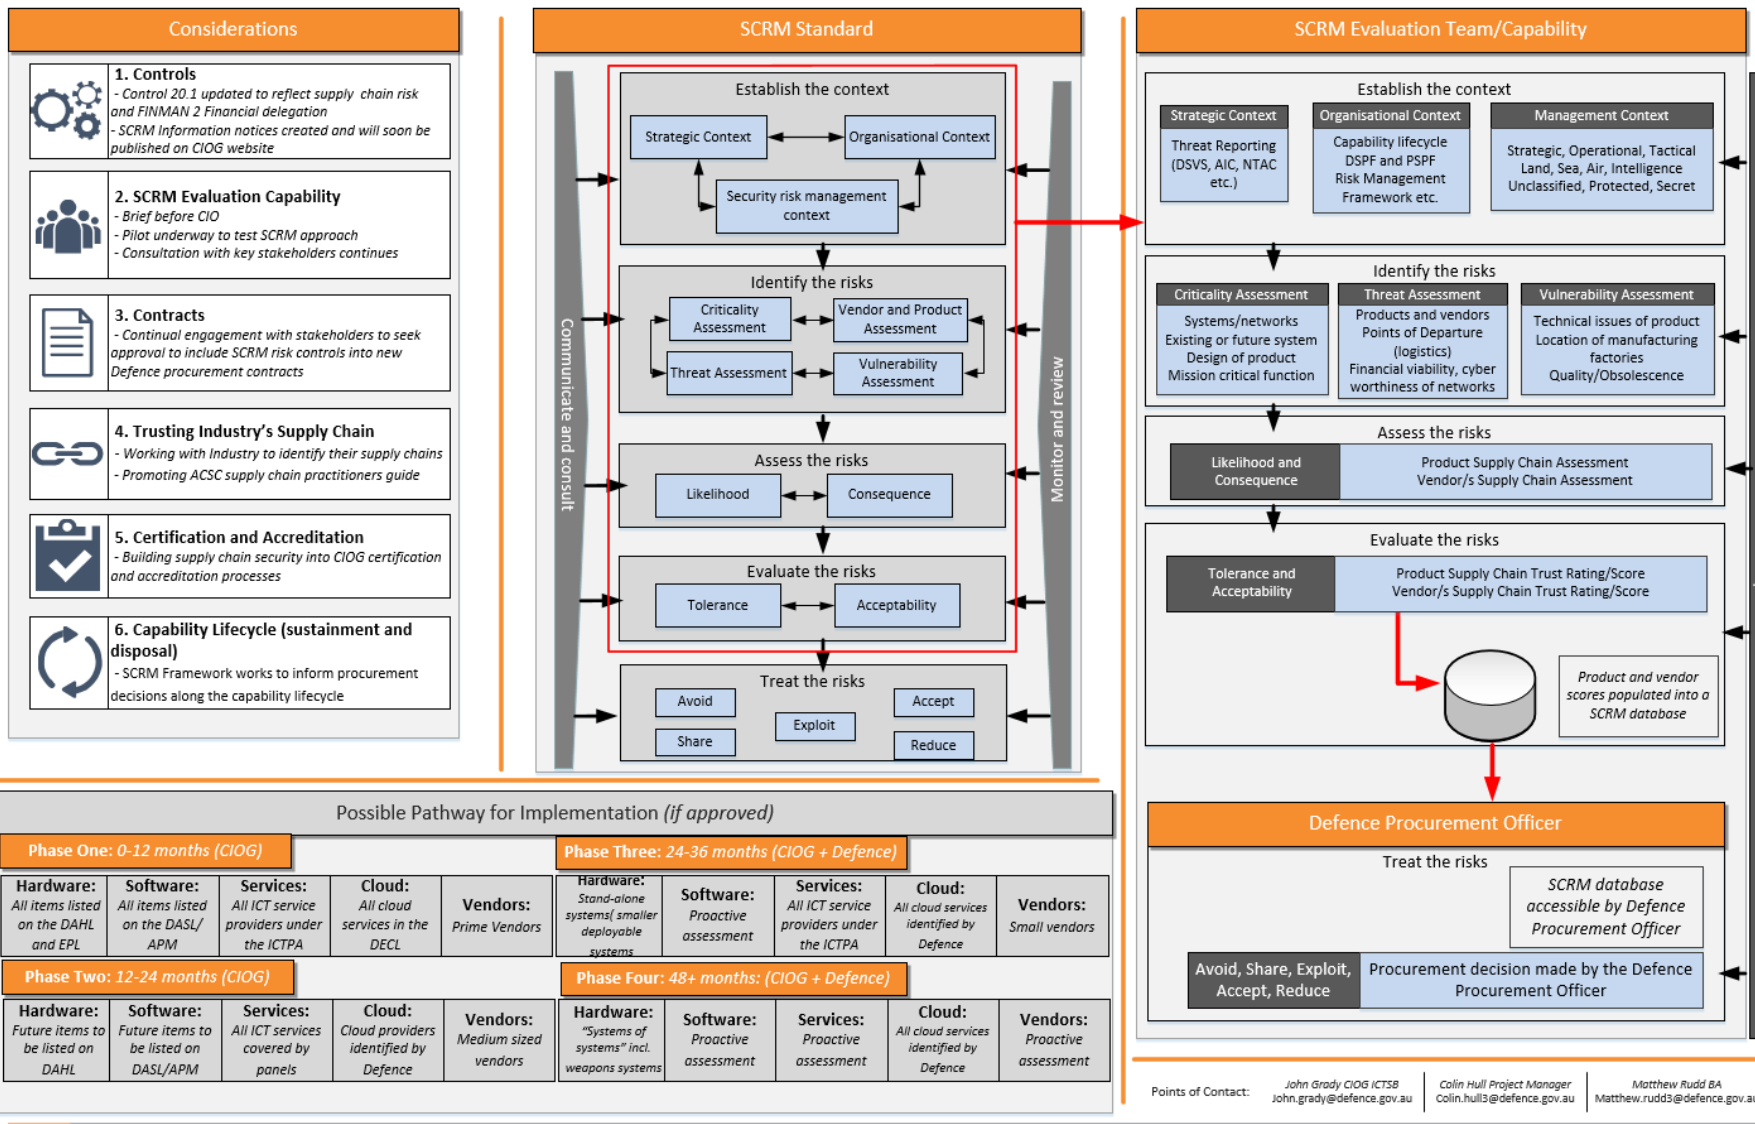 Considerations
1. Controls
- Control 20.1 updated to reflect supply chain risk
and FINMAN 2 Financial delegation
- SCRM Information notices created and will soon be
published on CIOG website
2. SCRM Evaluation Capability
- Brief before CIO
- Pilot underway to test SCRM approach
- Consultation with key stakeholders continues
3. Contracts
- Continual engagement with stakeholders to seek
approval to include SCRM risk controls into new
Defence procurement contracts
4. Trusting Industry's Supply Chain
- Working with Industry to identify their supply chains
- Promoting ACSC supply chain practitioners guide
5. Certification and Accreditation
- Building supply chain security into CIOG certification
and accreditation processes
6. Capability Lifecycle (sustainment and
disposal)
- SCRM Framework works to inform procurement
decisions along the capability lifecycle
SCRM Standard
Communicate and consult
Monitor and review
Establish the context
Strategic Context
Organisational Context
Security risk management
context
Identify the risks
Criticality
Assessment
Vendor and Product
Assessment
Threat Assessment
Vulnerability
Assessment
Assess the risks
Likelihood
Consequence
Evaluate the risks
Tolerance
Acceptability
Treat the risks
Avoid
Accept
Exploit
Share
Reduce
SCRM Evaluation Team/Capability
Establish the context
Strategic Context
Threat Reporting
(DSVS, AIC, NTAC
etc.)
Organisational Context
Capability lifecycle
DSPF and PSPF
Risk Management
Framework etc.
Management Context
Strategic, Operational, Tactical
Land, Sea, Air, Intelligence
Unclassified, Protected, Secret
Identify the risks
Criticality Assessment
Systems/networks
Existing or future system
Design of product
Mission critical function
Threat Assessment
Products and vendors
Points of Departure
(logistics)
Financial viability, cyber
worthiness of networks
Vulnerability Assessment
Technical issues of product
Location of manufacturing
factories
Quality/Obsolescence
Assess the risks
Likelihood and
Consequence
Product Supply Chain Assessment
Vendor/s Supply Chain Assessment
Evaluate the risks
Tolerance and
Acceptability
Product Supply Chain Trust Rating/Score
Vendor/s Supply Chain Trust Rating/Score
Product and vendor
scores populated into a
SCRM database
Defence Procurement Officer
Treat the risks
SCRM database
accessible by Defence
Procurement Officer
Avoid, Share, Exploit,
Accept, Reduce
Procurement decision made by the Defence
Procurement Officer
Possible Pathway for Implementation (if approved)
Phase One: 0-12 months (CIOG)
Hardware:
All items listed
on the DAHL
and EPL
Software:
All items listed
on the DASL/
APM
Services:
All ICT service
providers under
the ICTPA
Cloud:
All cloud
services in the
DECL
Vendors:
Prime Vendors
Phase Three: 24-36 months (CIOG + Defence)
Hardware:
Stand-alone
systems( smaller
deployable
systems
Software:
Proactive
assessment
Services:
All ICT service
providers under
the ICTPA
Cloud:
All cloud services
identified by
Defence
Vendors:
Small vendors
Phase Two: 12-24 months (CIOG)
Hardware:
Future items to
be listed on
DAHL
Software:
Future items to
be listed on
DASL/APM
Services:
All ICT services
covered by
panels
Cloud:
Cloud providers
identified by
Defence
Vendors:
Medium sized
vendors
Phase Four: 48+ months: (CIOG + Defence)
Hardware:
"Systems of
systems" incl.
weapons systems
Software:
Proactive
assessment
Services:
Proactive
assessment
Cloud:
All cloud services
identified by
Defence
Vendors:
Proactive
assessment
Points of Contact:
John Grady CIOG ICTSB
John.grady@defence.gov.au
Colin Hull Project Manager
Colin.hull3@defence.gov.au
Matthew Rudd BA
Matthew.rudd3@defence.gov.au